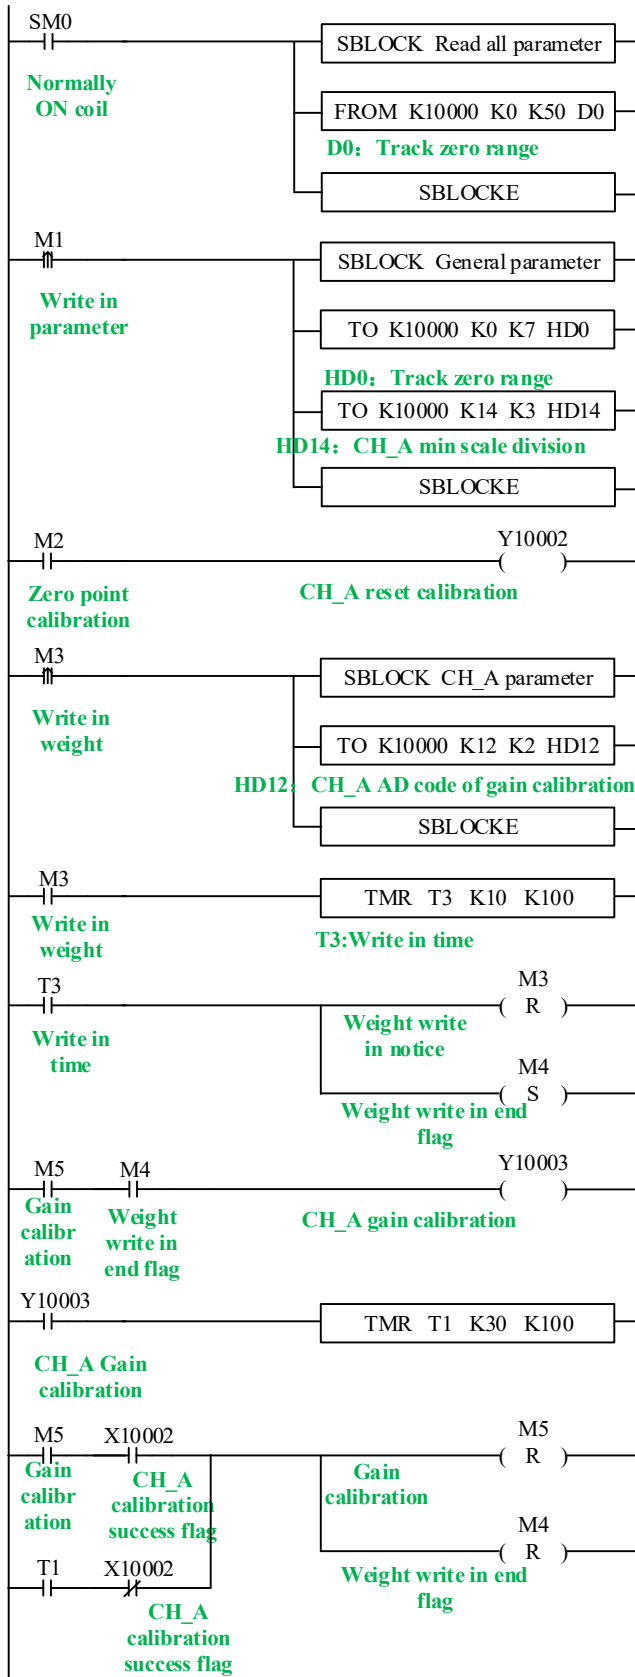 SM0
SBLOCK Read all parameter
Normally
ON coil
FROM K10000 K0 K50 D0
D0：Track zero range
SBLOCKE
M1
SBLOCK General parameter
Write in
parameter
TO K10000 K0 K7 HD0
HD0：Track zero range
TO K10000 K14 K3 HD14
HD14：CH_A min scale division
SBLOCKE
M2
Y10002
( )
Zero point
calibration
CH_A reset calibration
M3
SBLOCK CH_A parameter
Write in
weight
TO K10000 K12 K2 HD12
HD12：CH_A AD code of gain calibration
SBLOCKE
M3
TMR T3 K10 K100
Write in
weight
T3:Write in time
T3
M3
( R )
Write in
time
Weight write
in notice
M4
( S )
Weight write in end
flag
M5
M4
Y10003
( )
Gain
calibr
ation
Weight
write in
end flag
CH_A gain calibration
Y10003
TMR T1 K30 K100
CH_A Gain
calibration
M5
X10002
M5
( R )
Gain
calibr
ation
CH_A
calibration
success flag
Gain
calibration
M4
( R )
T1
X10002
Weight write in end
flag
CH_A
calibration
success flag